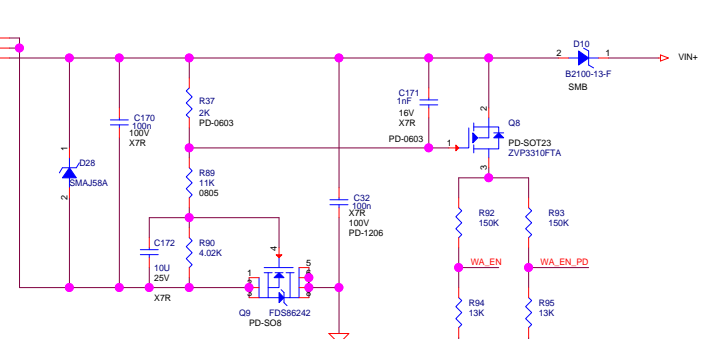 D10
2
1
VIN+
B2100-13-F
SMB
C171
1nF
16V
X7R
PD-0603
R37
2K
PD-0603
C170
100n
100V
X7R
2
Q8
1
PD-SOT23
ZVP3310FTA
3
1
D28
SMAJ58A
2
R89
11K
0805
C32
100n
X7R
100V
PD-1206
R92
150K
R93
150K
C172
10U
25V
X7R
R90
4.02K
4
5
1
WA_EN
WA_EN_PD
Q9
FDS86242
PD-SO8
R94
13K
R95
13K